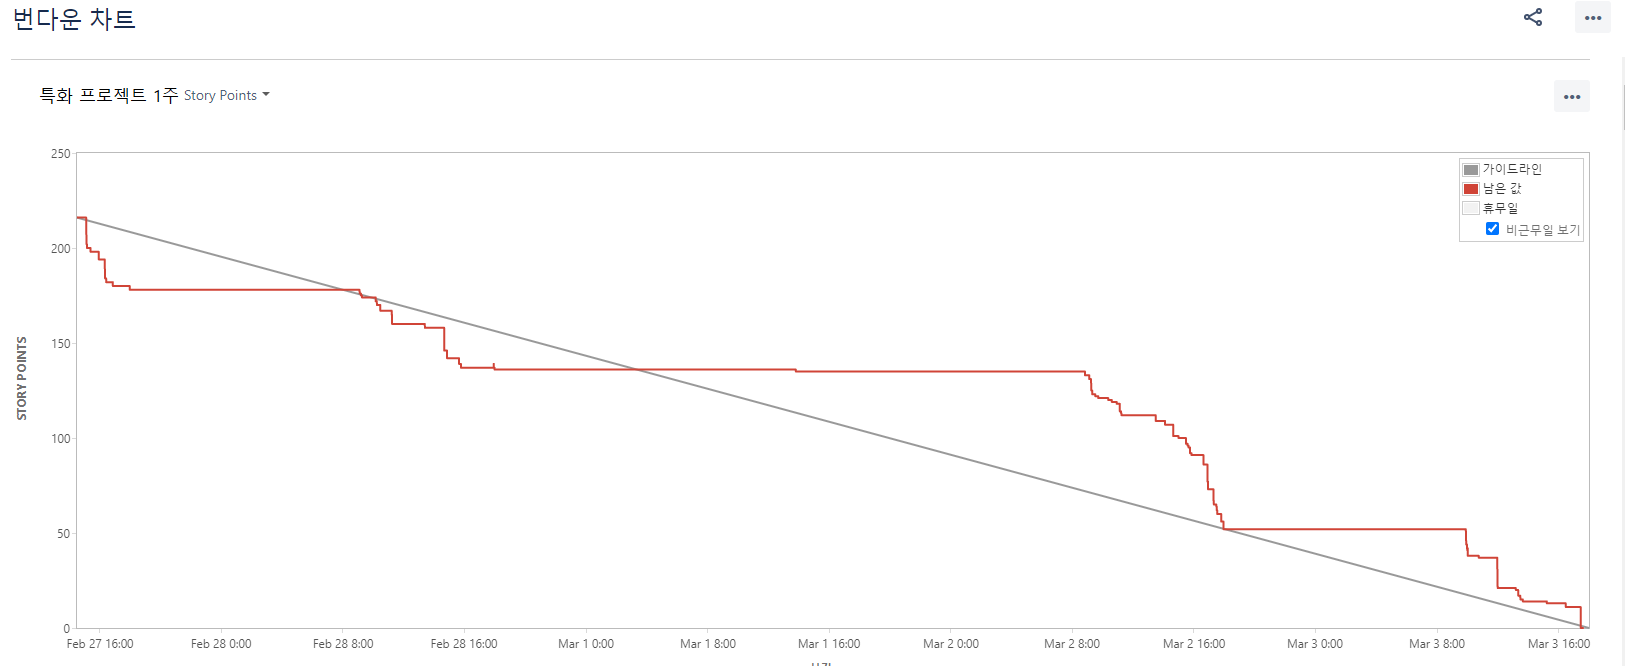 번다운 차트
특화 프로젝트 1주 Story Points
250
200
150
100
50
0
STORY POINTS
가이드라인
남은 값
휴무일
비근무일 보기
Feb 27 16:00
Feb 28 0:00
Feb 28 8:00
Feb 28 16:00
Mar 1 0:00
Mar 1 8:00
Mar 1 16:00
Mar 2 0:00
Mar 2 8:00
Mar 2 16:00
Mar 3 0:00
Mar 3 8:00
Mar 3 16:00